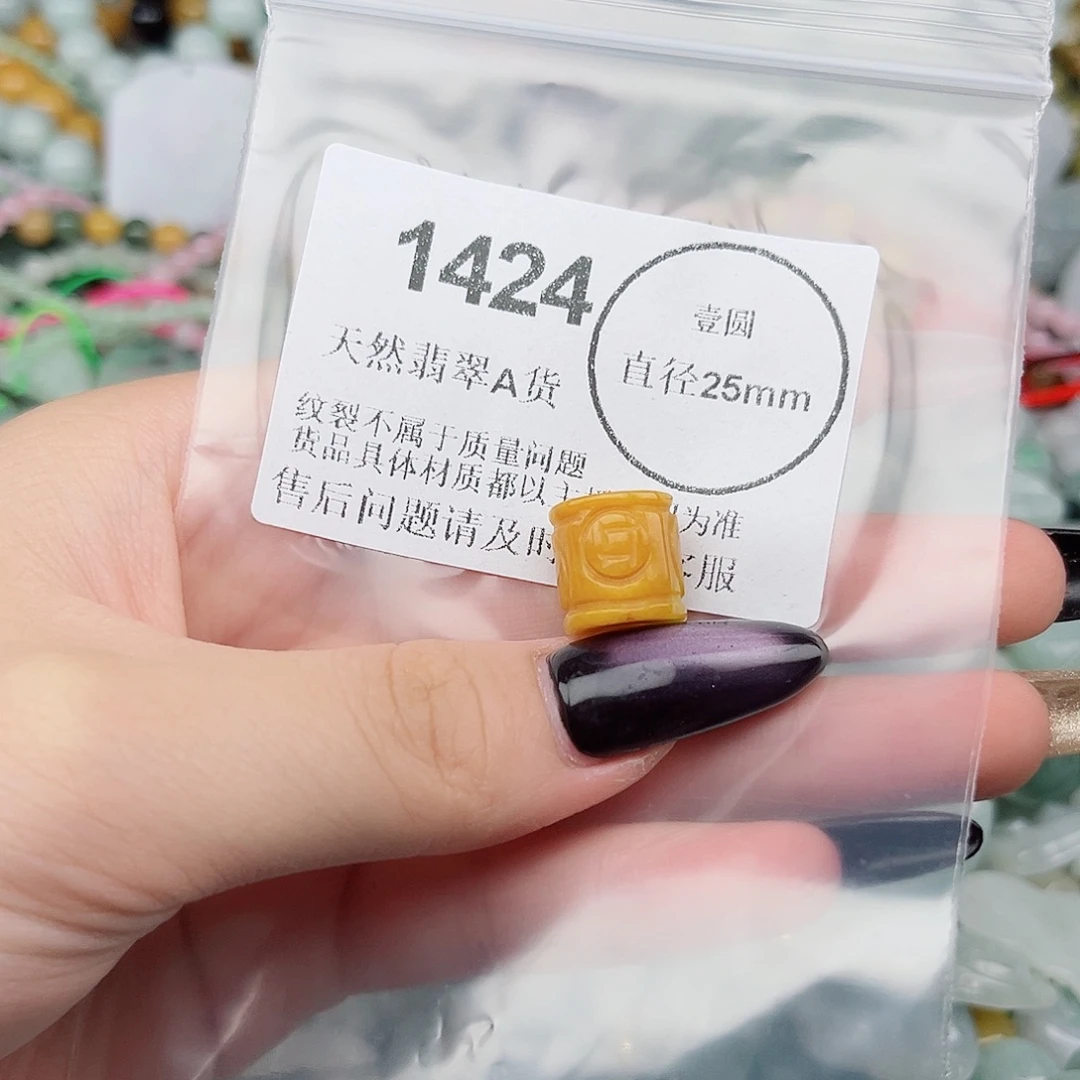 1424
天然翡翠A货
纹裂不属于质量问题
货品具体材质都以主 为准
售后问题请及时 客服
壹圆
直径25mm